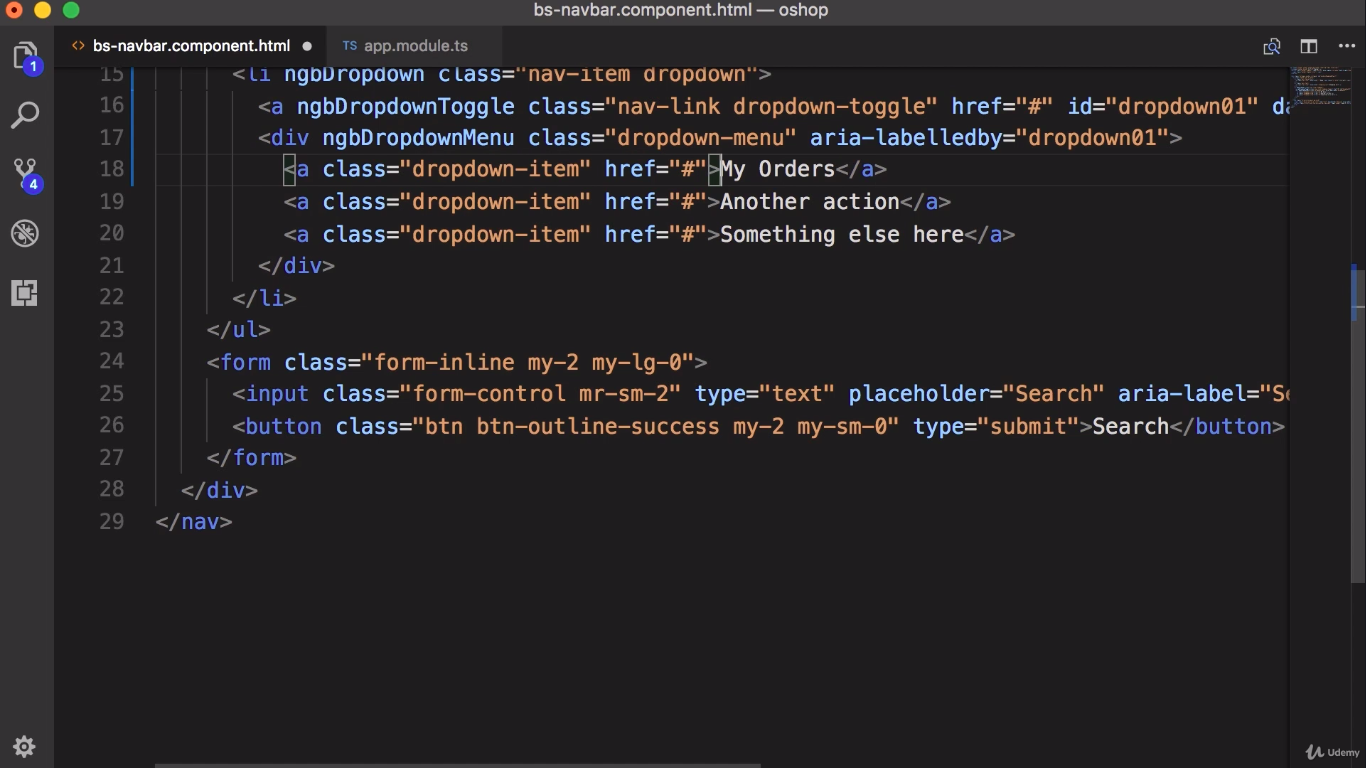 bs-navbar.component.html — oshop
<> bs-navbar.component.html ● TS app.module.ts
1
4
15 <li ngbDropdown class="nav-item dropdown">
16 <a ngbDropdownToggle class="nav-link dropdown-toggle" href="#" id="dropdown01"
17 <div ngbDropdownMenu class="dropdown-menu" aria-labelledby="dropdown01">
18 <a class="dropdown-item" href="#">My Orders</a>
19 <a class="dropdown-item" href="#">Another action</a>
20 <a class="dropdown-item" href="#">Something else here</a>
21 </div>
22 </li>
23 </ul>
24 <form class="form-inline my-2 my-lg-0">
25 <input class="form-control mr-sm-2" type="text" placeholder="Search" aria-label="S
26 <button class="btn btn-outline-success my-2 my-sm-0" type="submit">Search</button>
27 </form>
28 </div>
29 </nav>
Udemy